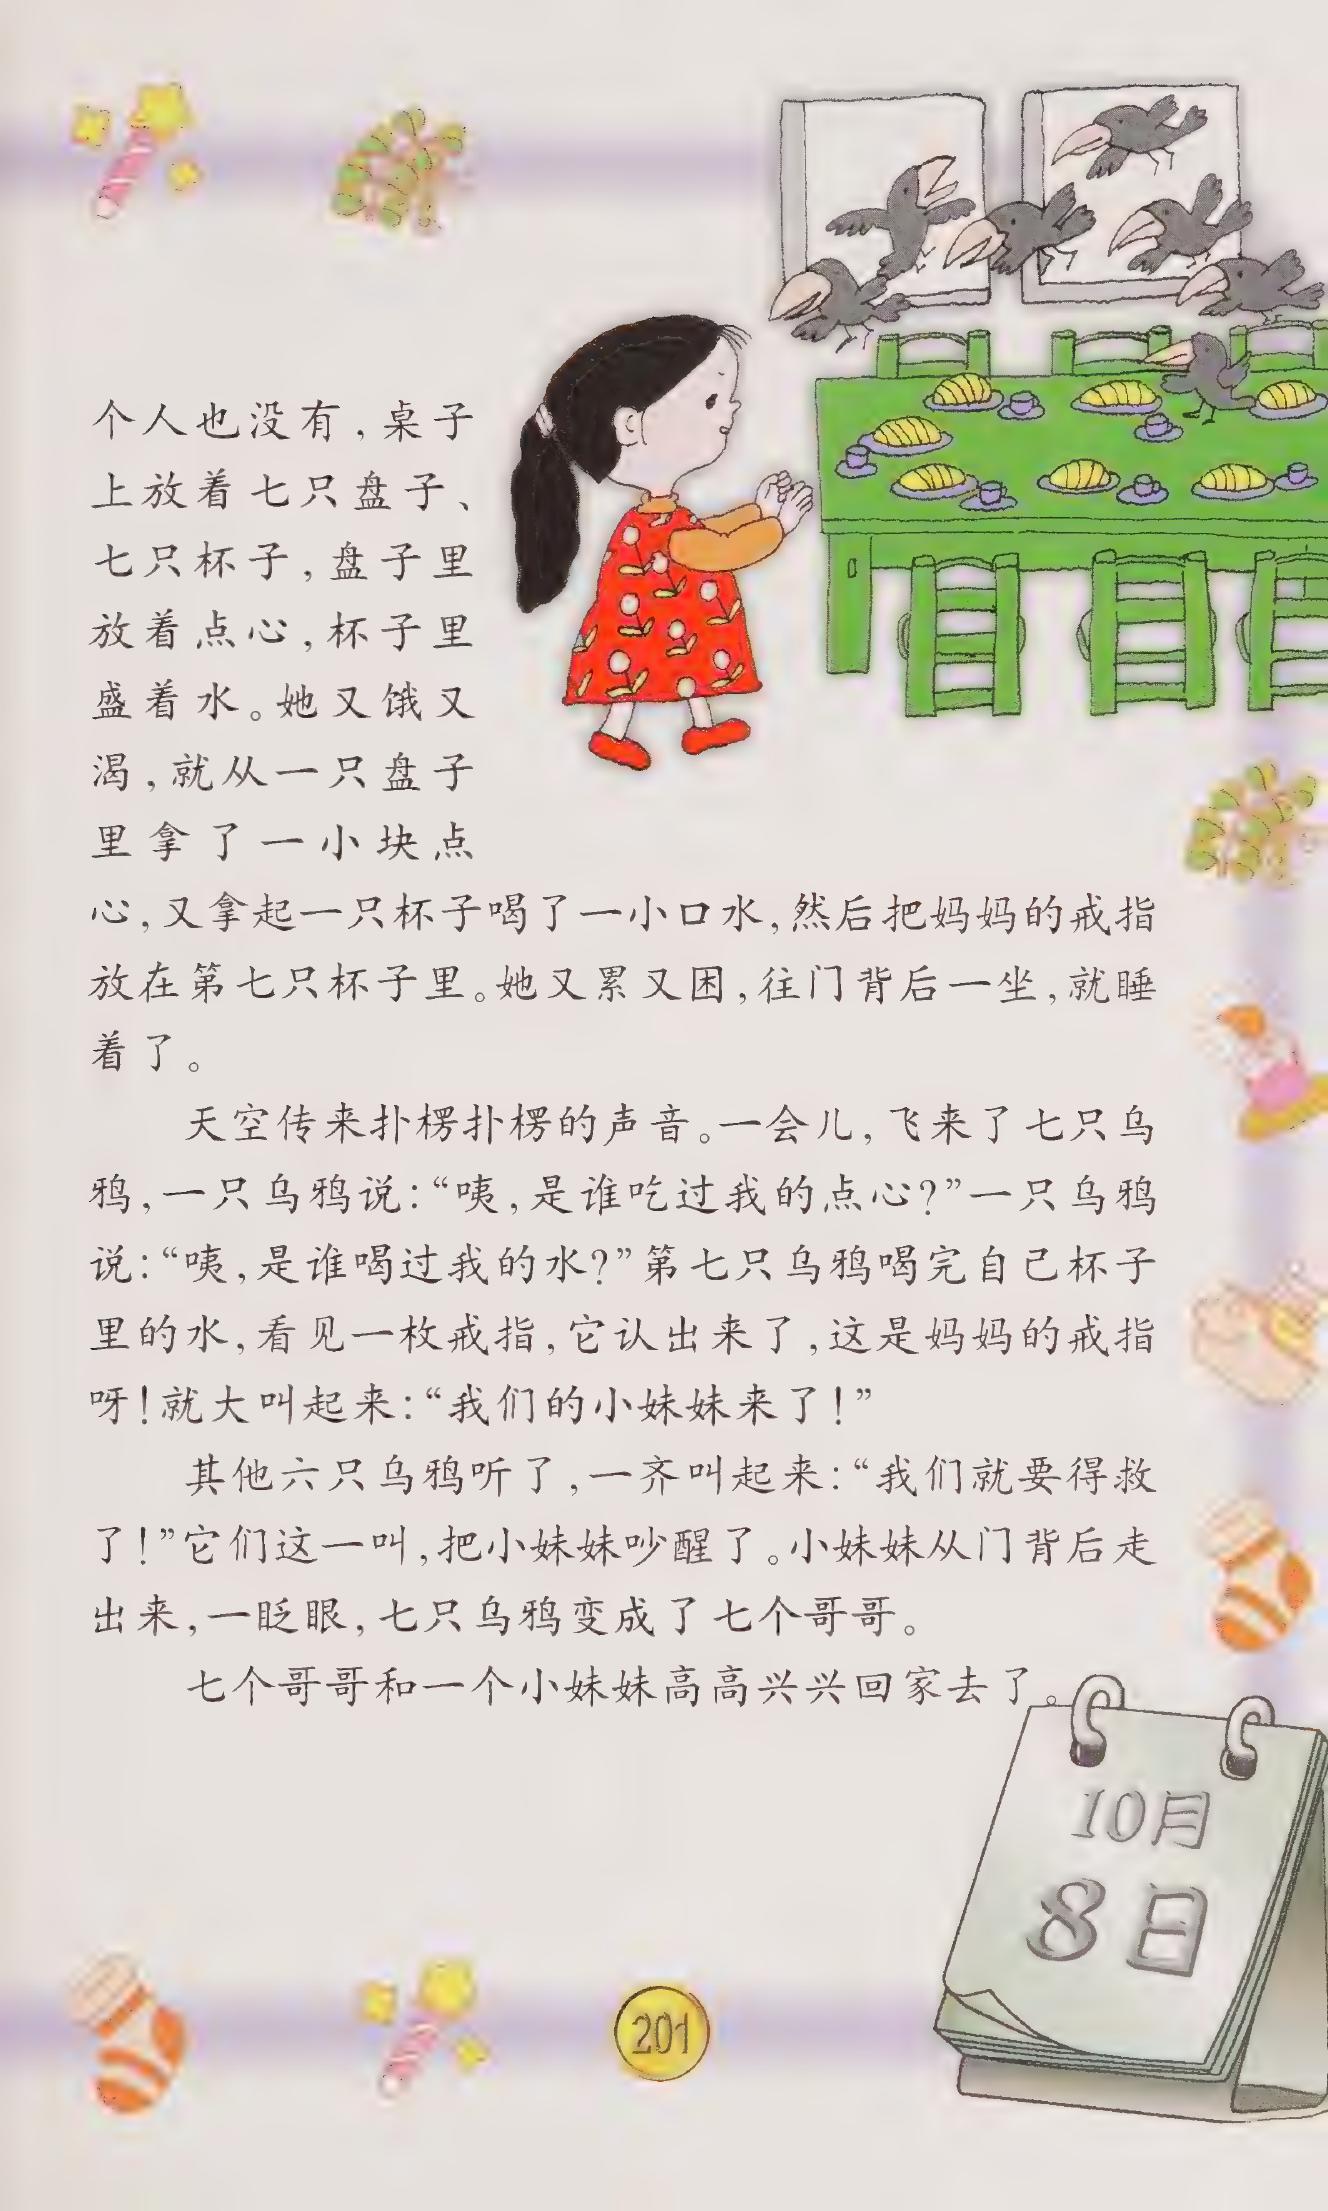 个人也没有，桌子
上放着七只盘子、
七只杯子，盘子里
放着点心，杯子里
盛着水。她又饿又
渴，就从一只盘子
里拿了一小块点
心，又拿起一只杯子喝了一小口水，然后把妈妈的戒指
放在第七只杯子里。她又累又困，往门背后一坐，就睡
着了。
天空传来扑楞扑楞的声音。一会儿，飞来了七只乌
鸦，一只乌鸦说：“咦，是谁吃过我的点心？”一只乌鸦
说：“咦，是谁喝过我的水？”第七只乌鸦喝完自己杯子
里的水，看见一枚戒指，它认出来了，这是妈妈的戒指
呀！就大叫起来：“我们的小妹妹来了！”
其他六只乌鸦听了，一齐叫起来：“我们就要得救
了！”它们这一叫，把小妹妹吵醒了。小妹妹从门背后走
出来，一眨眼，七只乌鸦变成了七个哥哥。
七个哥哥和一个小妹妹高高兴兴回家去了。
10月
8日
201